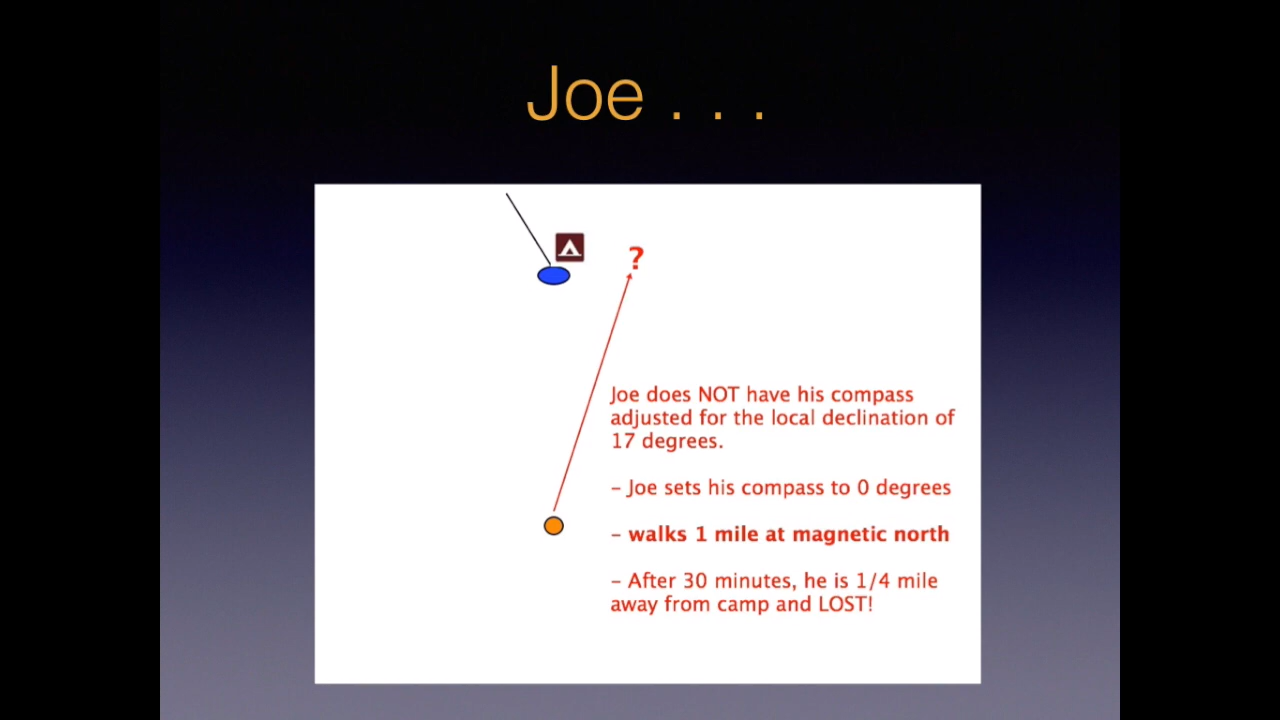 Joe . . .
?
Joe does NOT have his compass
adjusted for the local declination of
17 degrees.
– Joe sets his compass to 0 degrees
– walks 1 mile at magnetic north
– After 30 minutes, he is 1/4 mile
away from camp and LOST!